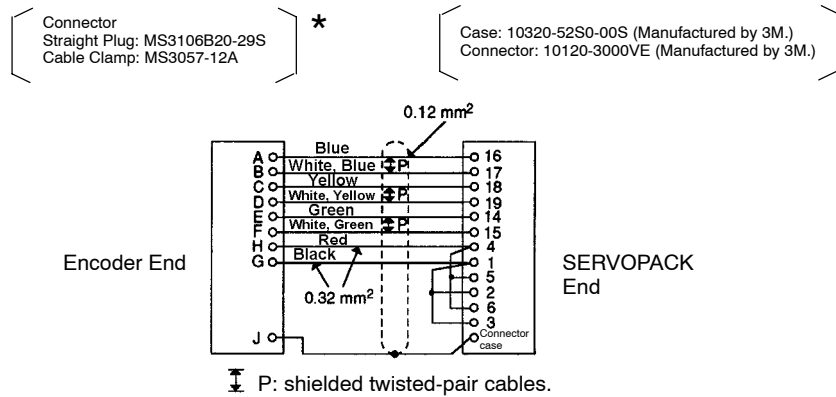 Connector
Straight Plug: MS3106B20-29S
Cable Clamp: MS3057-12A
*
Case: 10320-52S0-00S (Manufactured by 3M.)
Connector: 10120-3000VE (Manufactured by 3M.)
0.12 mm²
A Blue 16
B White, Blue P 17
C Yellow 18
D White, Yellow P 19
E Green 14
F White, Green P 15
H Red 4
G Black 1
5
2
6
3
0.32 mm²
Encoder End
SERVOPACK
End
J Connector
case
P: shielded twisted-pair cables.